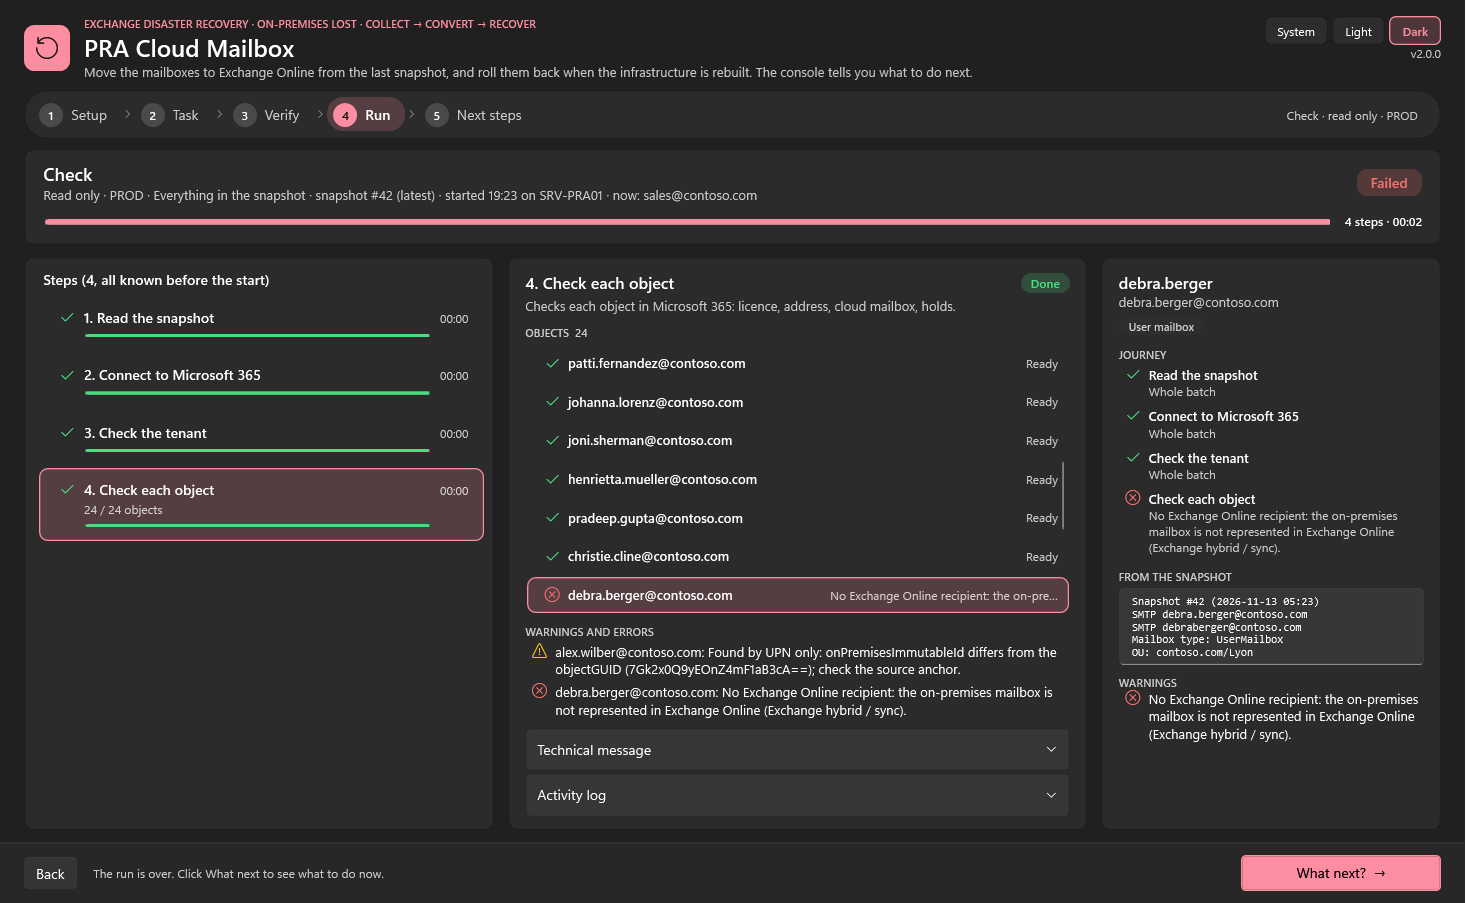 EXCHANGE DISASTER RECOVERY · ON-PREMISES LOST · COLLECT → CONVERT → RECOVER
PRA Cloud Mailbox
Move the mailboxes to Exchange Online from the last snapshot, and roll them back when the infrastructure is rebuilt. The console tells you what to do next.
System
Light
Dark
v2.0.0
1 Setup
2 Task
3 Verify
4 Run
5 Next steps
Check · read only · PROD
Check
Read only · PROD · Everything in the snapshot · snapshot #42 (latest) · started 19:23 on SRV-PRA01 · now: sales@contoso.com
Failed
4 steps · 00:02
Steps (4, all known before the start)
1. Read the snapshot 00:00
2. Connect to Microsoft 365 00:00
3. Check the tenant 00:00
4. Check each object 00:00
24 / 24 objects
4. Check each object
Done
Checks each object in Microsoft 365: licence, address, cloud mailbox, holds.
OBJECTS 24
patti.fernandez@contoso.com Ready
johanna.lorenz@contoso.com Ready
joni.sherman@contoso.com Ready
henrietta.mueller@contoso.com Ready
pradeep.gupta@contoso.com Ready
christie.cline@contoso.com Ready
debra.berger@contoso.com No Exchange Online recipient: the on-pre...
WARNINGS AND ERRORS
alex.wilber@contoso.com: Found by UPN only: onPremisesImmutableId differs from the
objectGUID (7Gk2x0Q9yEOnZ4mF1aB3cA==); check the source anchor.
debra.berger@contoso.com: No Exchange Online recipient: the on-premises mailbox is
not represented in Exchange Online (Exchange hybrid / sync).
Technical message
Activity log
debra.berger
debra.berger@contoso.com
User mailbox
JOURNEY
Read the snapshot
Whole batch
Connect to Microsoft 365
Whole batch
Check the tenant
Whole batch
Check each object
No Exchange Online recipient: the on-premises
mailbox is not represented in Exchange Online
(Exchange hybrid / sync).
FROM THE SNAPSHOT
Snapshot #42 (2026-11-13 05:23)
SMTP debra.berger@contoso.com
SMTP debraberger@contoso.com
Mailbox type: UserMailbox
OU: contoso.com/Lyon
WARNINGS
No Exchange Online recipient: the on-premises
mailbox is not represented in Exchange Online
(Exchange hybrid / sync).
Back
The run is over. Click What next to see what to do now.
What next? →